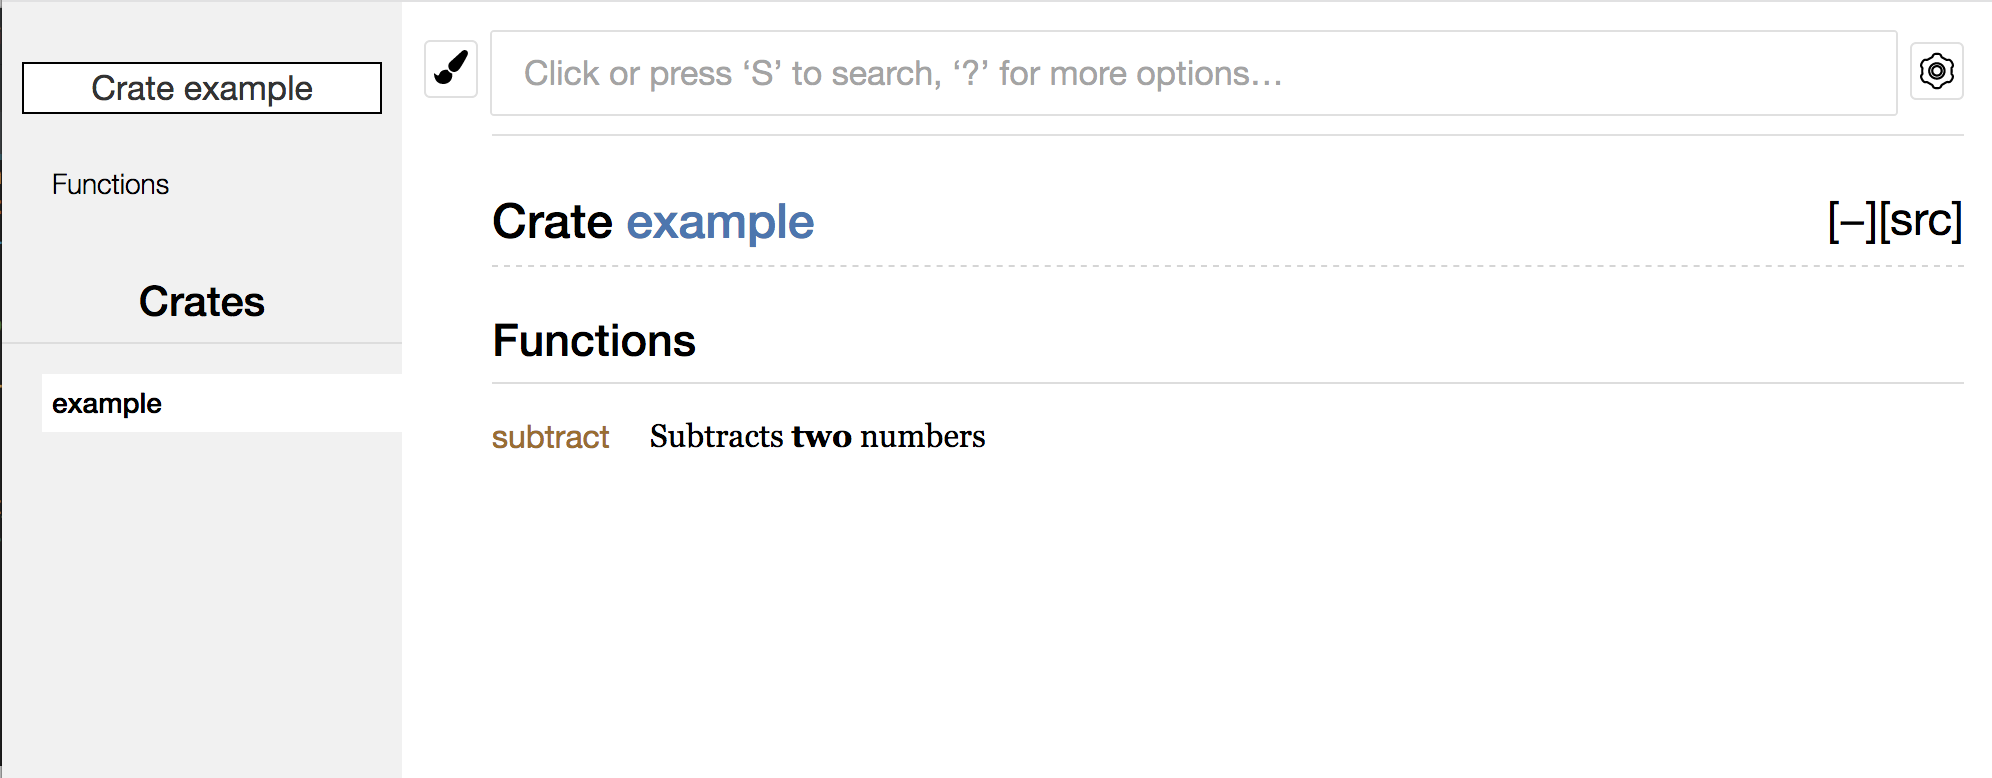 Crate example
Functions
Crates
example
Click or press ‘S’ to search, ‘?’ for more options…
Crate example
[−][src]
Functions
subtract Subtracts two numbers